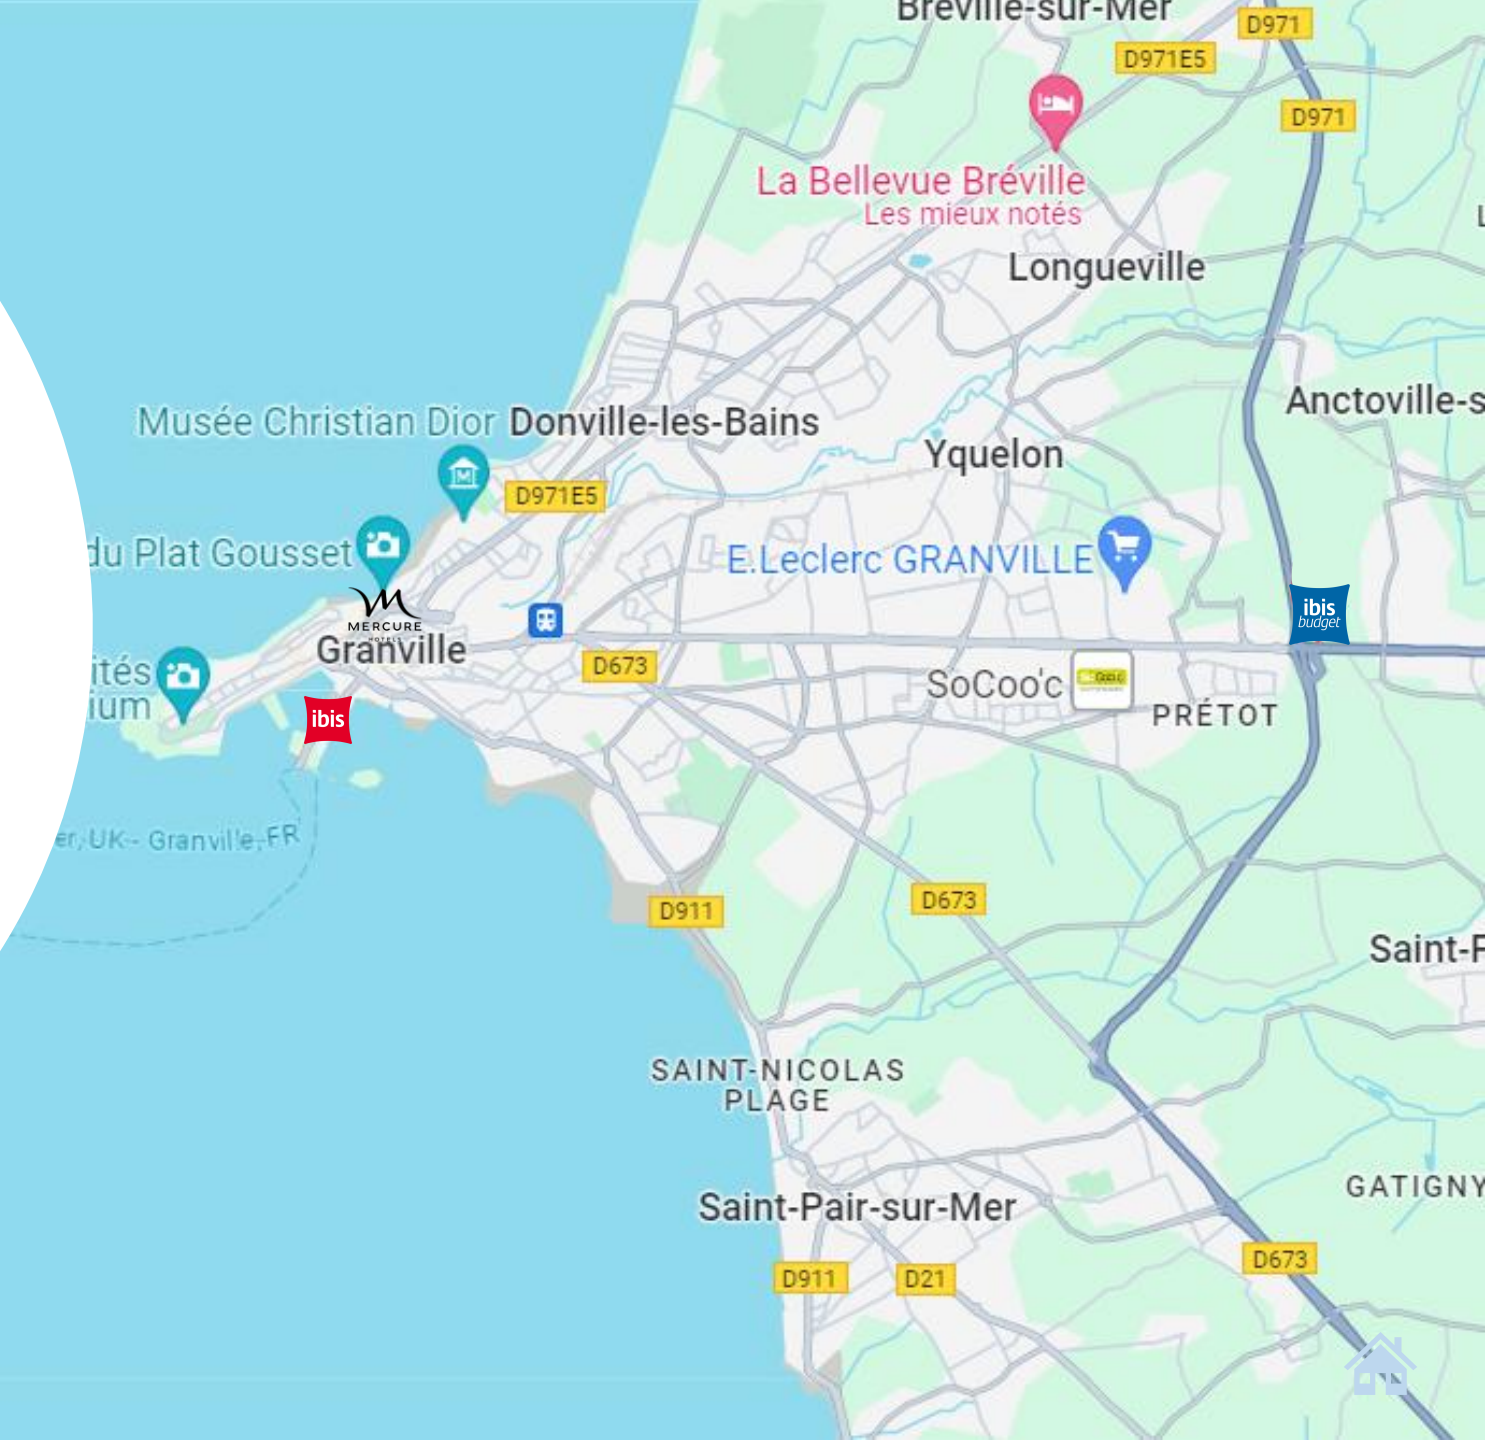 Bréville-sur-Mer
D971
D971E5
D971
La Bellevue Bréville
Les mieux notés
Longueville
Anctoville-s
Musée Christian Dior
Donville-les-Bains
Yquelon
D971E5
du Plat Gousset
E.Leclerc GRANVILLE
MERCURE
HOTELS
ibis
budget
Granville
D673
ités
ium
SoCoo'c
ibis
PRÉTOT
er, UK - Granville, FR
D673
D911
Saint-P
SAINT-NICOLAS
PLAGE
GATIGNY
Saint-Pair-sur-Mer
D673
D911
D21